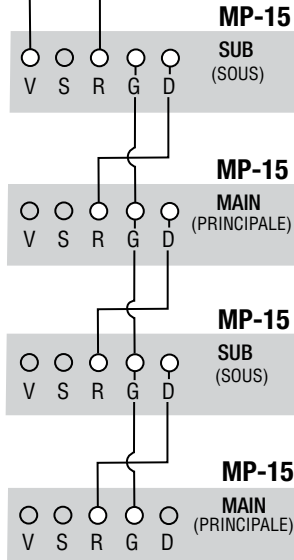 MP-15
SUB
(SOUS)
V S R G D
MP-15
MAIN
(PRINCIPALE)
V S R G D
MP-15
SUB
(SOUS)
V S R G D
MP-15
MAIN
(PRINCIPALE)
V S R G D